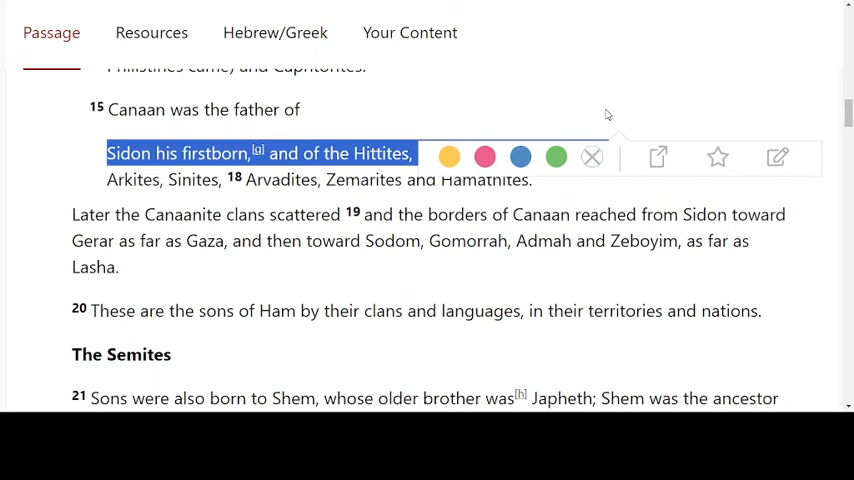 Passage Resources Hebrew/Greek Your Content
Philistines came) and Caphtorites.
15 Canaan was the father of
Sidon his firstborn,[g] and of the Hittites,
Arkites, Sinites, 18 Arvadites, Zemarites and Hamathites.
Later the Canaanite clans scattered 19 and the borders of Canaan reached from Sidon toward
Gerar as far as Gaza, and then toward Sodom, Gomorrah, Admah and Zeboyim, as far as
Lasha.
20 These are the sons of Ham by their clans and languages, in their territories and nations.
The Semites
21 Sons were also born to Shem, whose older brother was[h] Japheth; Shem was the ancestor